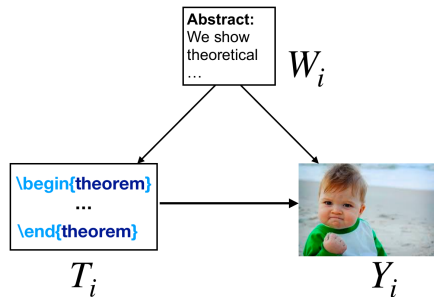 Abstract:
We show
theoretical
...
W_i
\begin{theorem}
...
\end{theorem}
T_i
Y_i